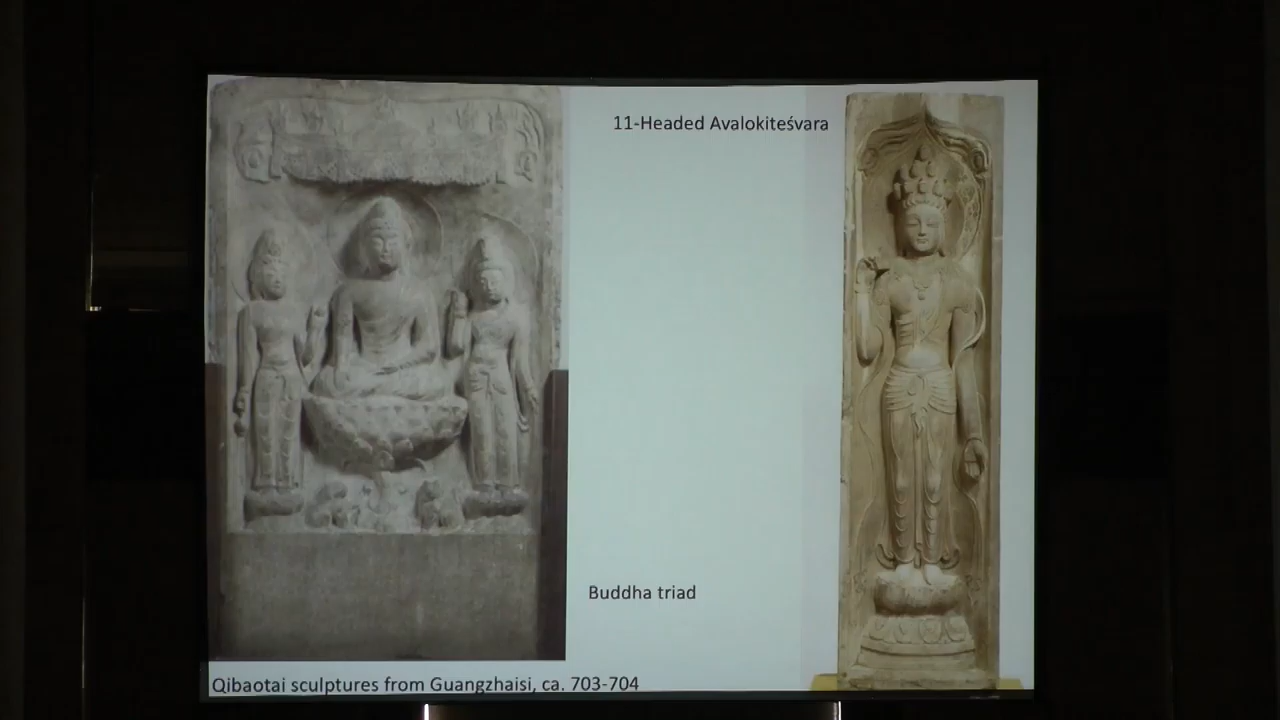 11-Headed Avalokiteśvara
Buddha triad
Qibaotai sculptures from Guangzhaisi, ca. 703-704